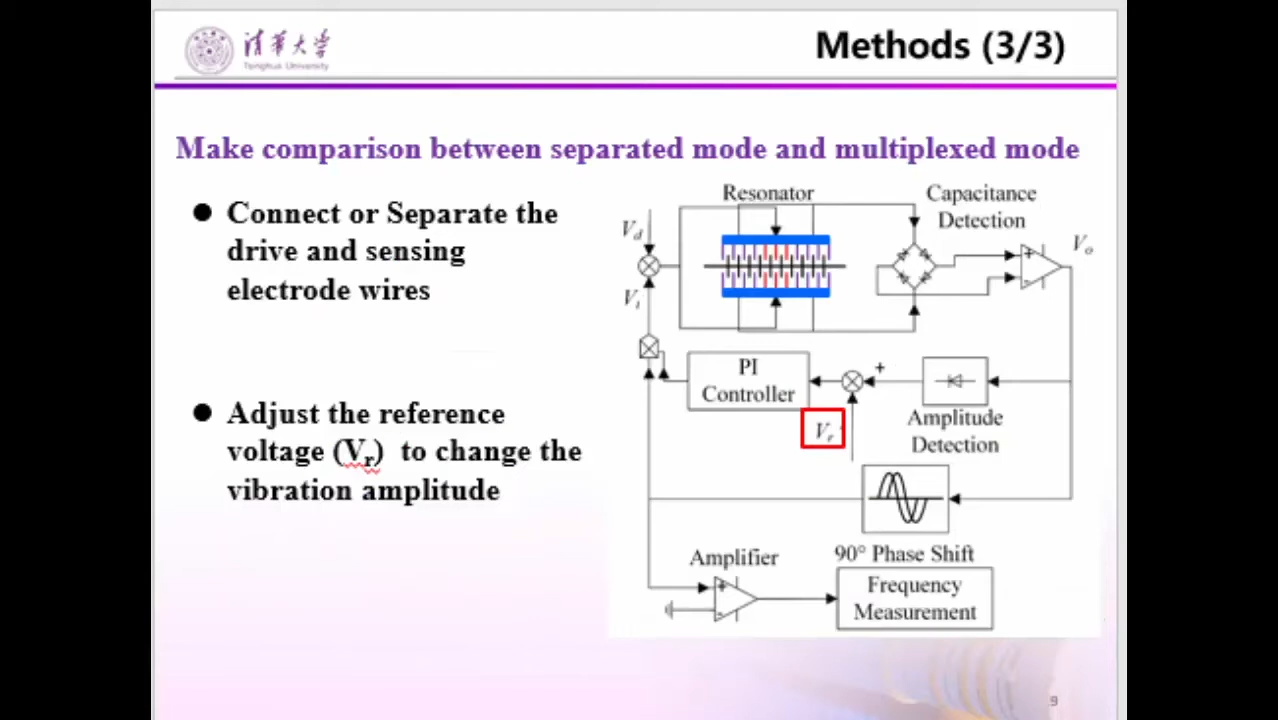 清华大学
Tsinghua University
Methods (3/3)
Make comparison between separated mode and multiplexed mode
● Connect or Separate the
drive and sensing
electrode wires
● Adjust the reference
voltage (Vr) to change the
vibration amplitude
Resonator
Capacitance
Detection
Vd
Vo
+
-
PI
Controller
+
Vr
Amplitude
Detection
90° Phase Shift
Amplifier
+
-
Frequency
Measurement
9